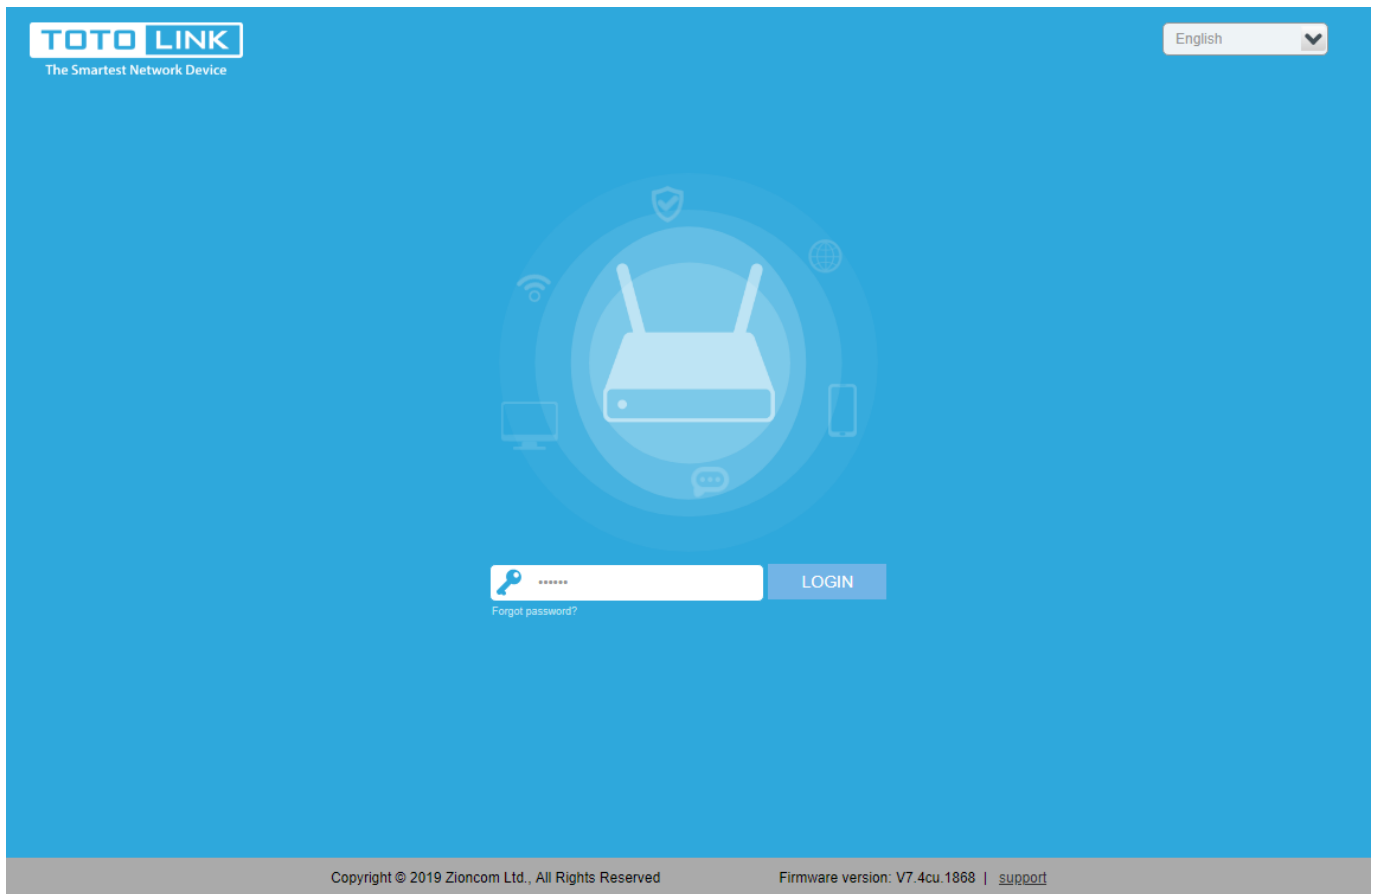 TOTO LINK
The Smartest Network Device
English
••••••
LOGIN
Forgot password?
Copyright © 2019 Zioncom Ltd., All Rights Reserved
Firmware version: V7.4cu.1868 | support